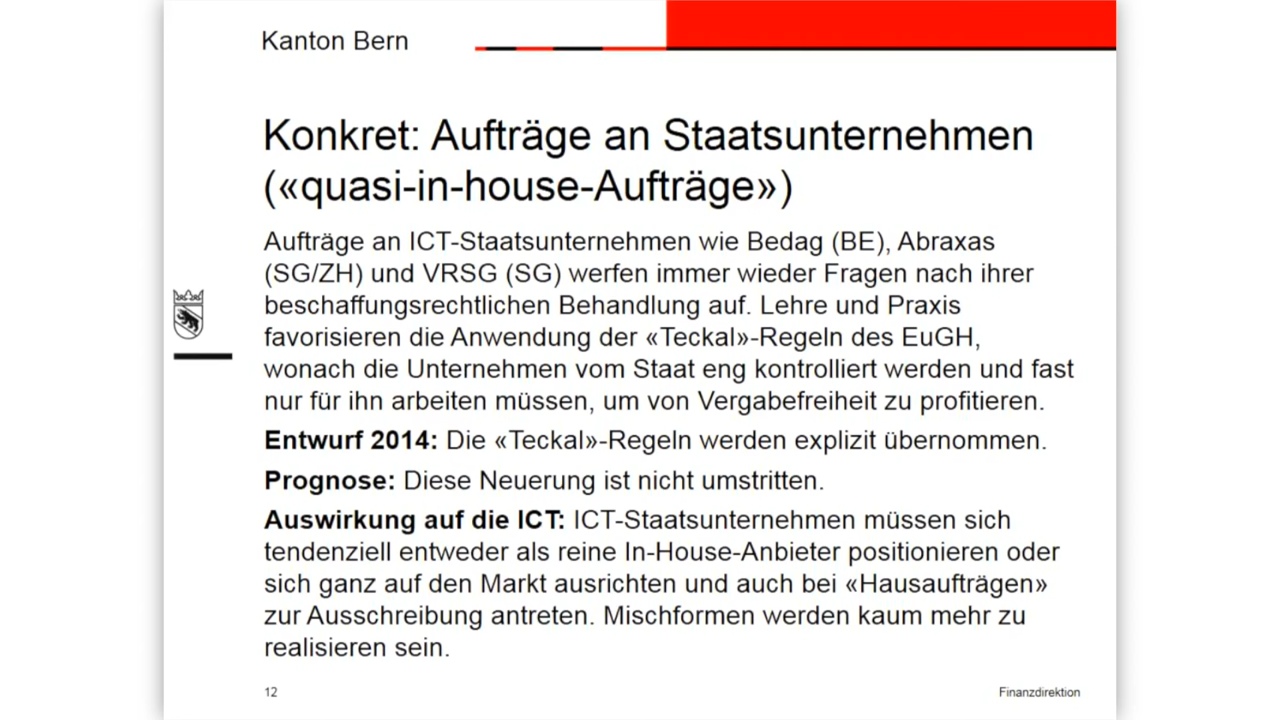 Kanton Bern
Konkret: Aufträge an Staatsunternehmen
(«quasi-in-house-Aufträge»)
Aufträge an ICT-Staatsunternehmen wie Bedag (BE), Abraxas
(SG/ZH) und VRSG (SG) werfen immer wieder Fragen nach ihrer
beschaffungsrechtlichen Behandlung auf. Lehre und Praxis
favorisieren die Anwendung der «Teckal»-Regeln des EuGH,
wonach die Unternehmen vom Staat eng kontrolliert werden und fast
nur für ihn arbeiten müssen, um von Vergabefreiheit zu profitieren.
Entwurf 2014: Die «Teckal»-Regeln werden explizit übernommen.
Prognose: Diese Neuerung ist nicht umstritten.
Auswirkung auf die ICT: ICT-Staatsunternehmen müssen sich
tendenziell entweder als reine In-House-Anbieter positionieren oder
sich ganz auf den Markt ausrichten und auch bei «Hausaufträgen»
zur Ausschreibung antreten. Mischformen werden kaum mehr zu
realisieren sein.
12
Finanzdirektion